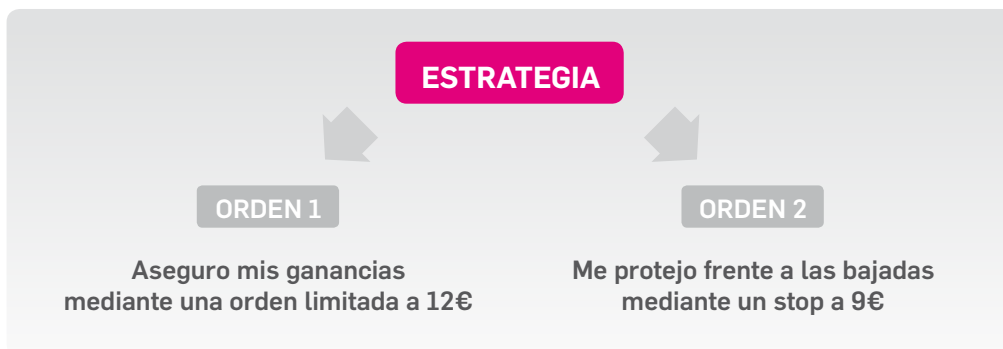 ESTRATEGIA
ORDEN 1
Aseguro mis ganancias
mediante una orden limitada a 12€
ORDEN 2
Me protejo frente a las bajadas
mediante un stop a 9€